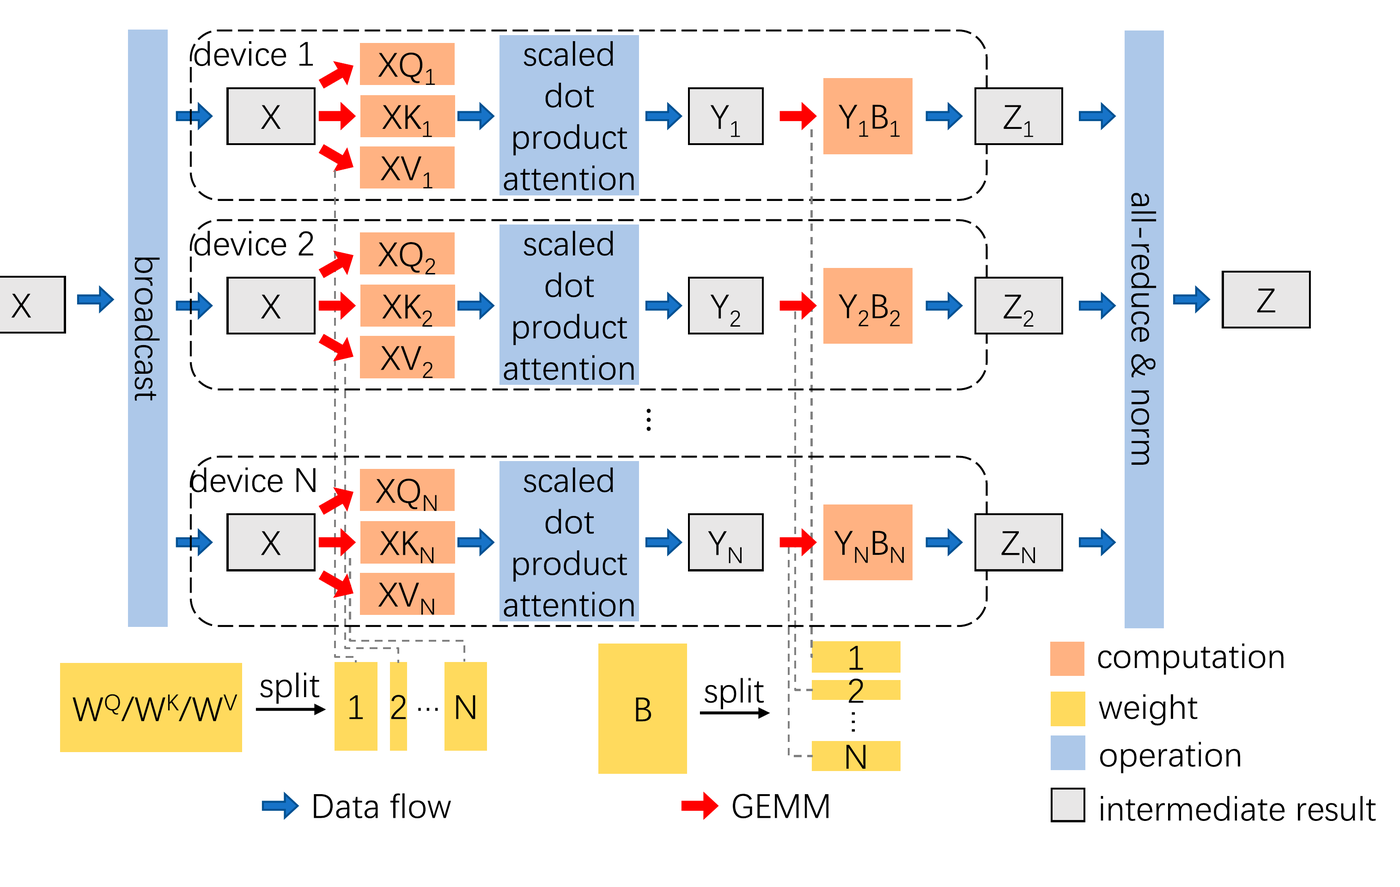 X
broadcast
device 1
X
XQ1
XK1
XV1
scaled
dot
product
attention
Y1
Y1B1
Z1
device 2
X
XQ2
XK2
XV2
scaled
dot
product
attention
Y2
Y2B2
Z2
⋮
device N
X
XQN
XKN
XVN
scaled
dot
product
attention
YN
YNBN
ZN
all-reduce & norm
Z
WQ/WK/WV
split
1
2
...
N
B
split
1
2
⋮
N
Data flow
GEMM
computation
weight
operation
intermediate result